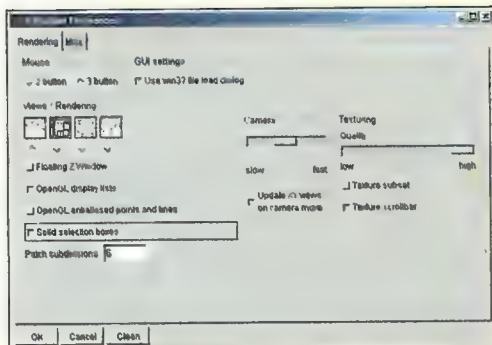 Rendering Misc
Mouse GUI settings
2 button 3 button Use win32 file load dialog
Views / Rendering
Camera Texturing
Quality
slow fast low high
Floating Z Window
OpenGL display lists
OpenGL antialiased points and lines
Solid selection boxes
Update views
on camera move
Texture subset
Texture scrollbar
Patch subdivisions 6
OK Cancel Clean